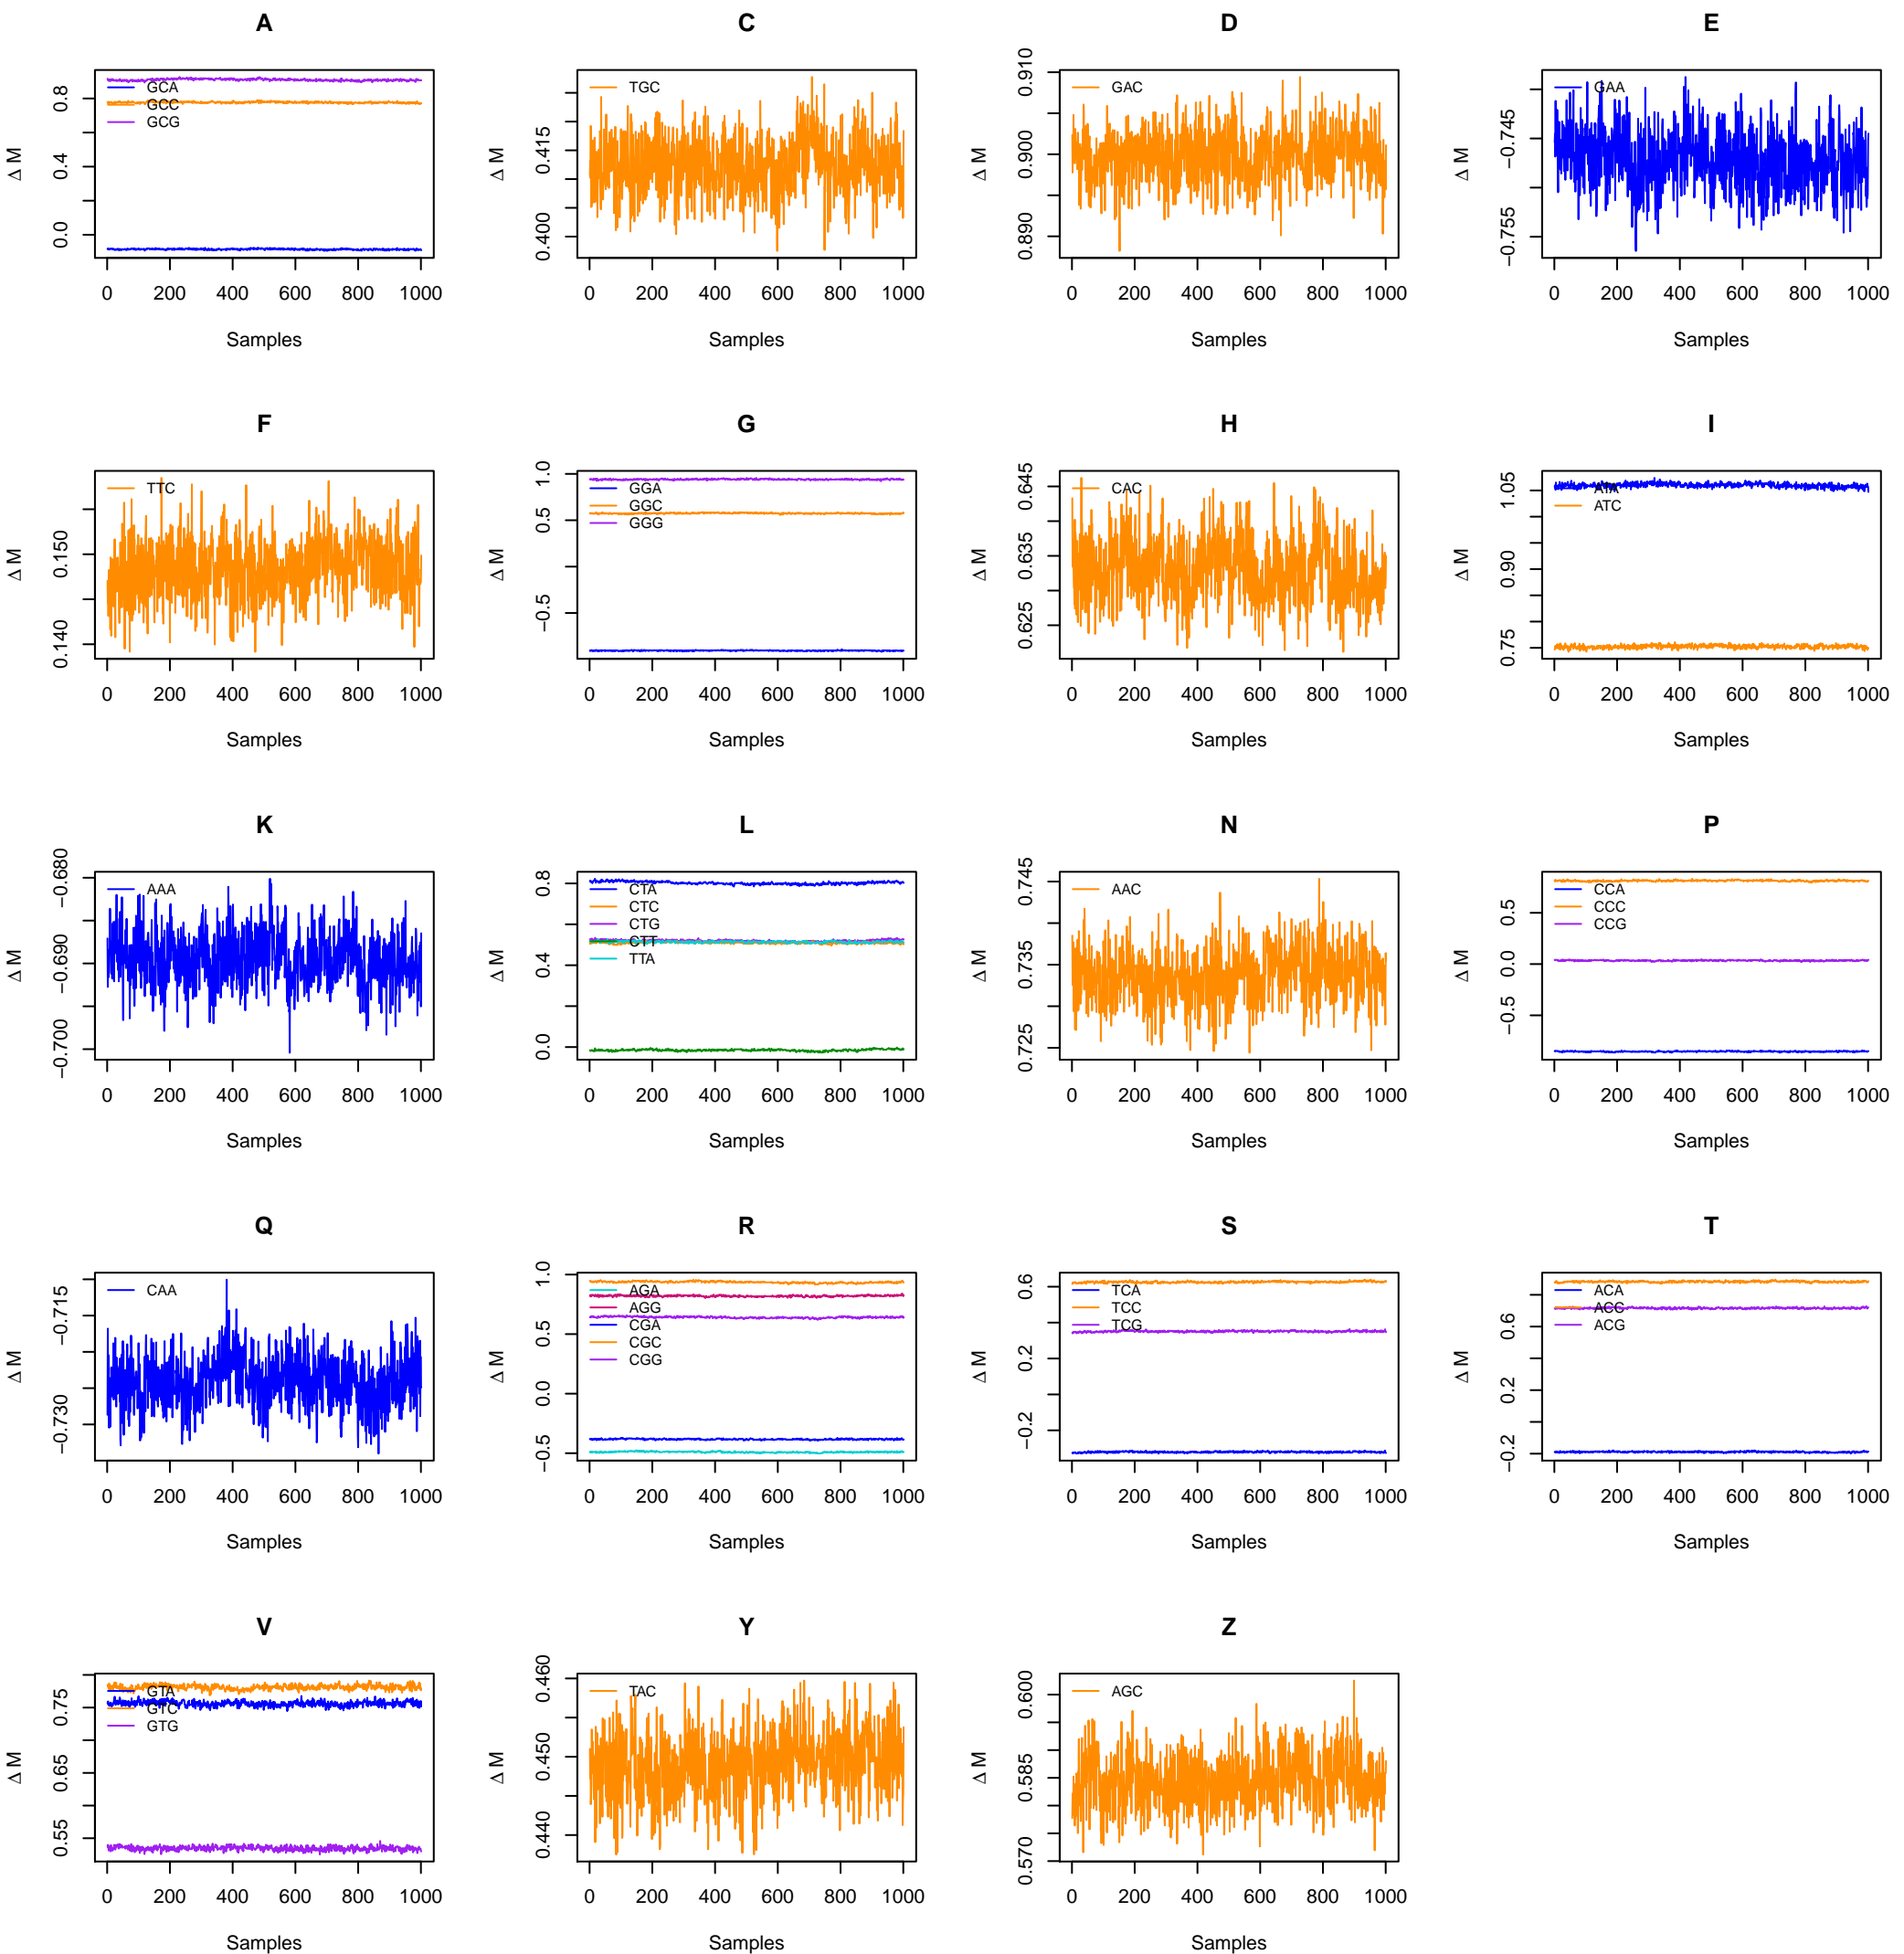 A
C
D
E
ΔM
0.0 0.4 0.8
GCA
GCC
GCG
0 200 400 600 800 1000
Samples
ΔM
0.400 0.415
TGC
0 200 400 600 800 1000
Samples
ΔM
0.890 0.900 0.910
GAC
0 200 400 600 800 1000
Samples
ΔM
−0.755 −0.745
GAA
0 200 400 600 800 1000
Samples
F
G
H
I
ΔM
0.140 0.150
TTC
0 200 400 600 800 1000
Samples
ΔM
−0.5 0.5 1.0
GGA
GGC
GGG
0 200 400 600 800 1000
Samples
ΔM
0.625 0.635 0.645
CAC
0 200 400 600 800 1000
Samples
ΔM
0.75 0.90 1.05
ATA
ATC
0 200 400 600 800 1000
Samples
K
L
N
P
ΔM
−0.700 −0.690 −0.680
AAA
0 200 400 600 800 1000
Samples
ΔM
0.0 0.4 0.8
CTA
CTC
CTG
CTT
TTA
0 200 400 600 800 1000
Samples
ΔM
0.725 0.735 0.745
AAC
0 200 400 600 800 1000
Samples
ΔM
−0.5 0.0 0.5
CCA
CCC
CCG
0 200 400 600 800 1000
Samples
Q
R
S
T
ΔM
−0.730 −0.715
CAA
0 200 400 600 800 1000
Samples
ΔM
−0.5 0.0 0.5 1.0
AGA
AGG
CGA
CGC
CGG
0 200 400 600 800 1000
Samples
ΔM
−0.2 0.2 0.6
TCA
TCC
TCG
0 200 400 600 800 1000
Samples
ΔM
−0.2 0.2 0.6
ACA
ACC
ACG
0 200 400 600 800 1000
Samples
V
Y
Z
ΔM
0.55 0.65 0.75
GTA
GTC
GTG
0 200 400 600 800 1000
Samples
ΔM
0.440 0.450 0.460
TAC
0 200 400 600 800 1000
Samples
ΔM
0.570 0.585 0.600
AGC
0 200 400 600 800 1000
Samples